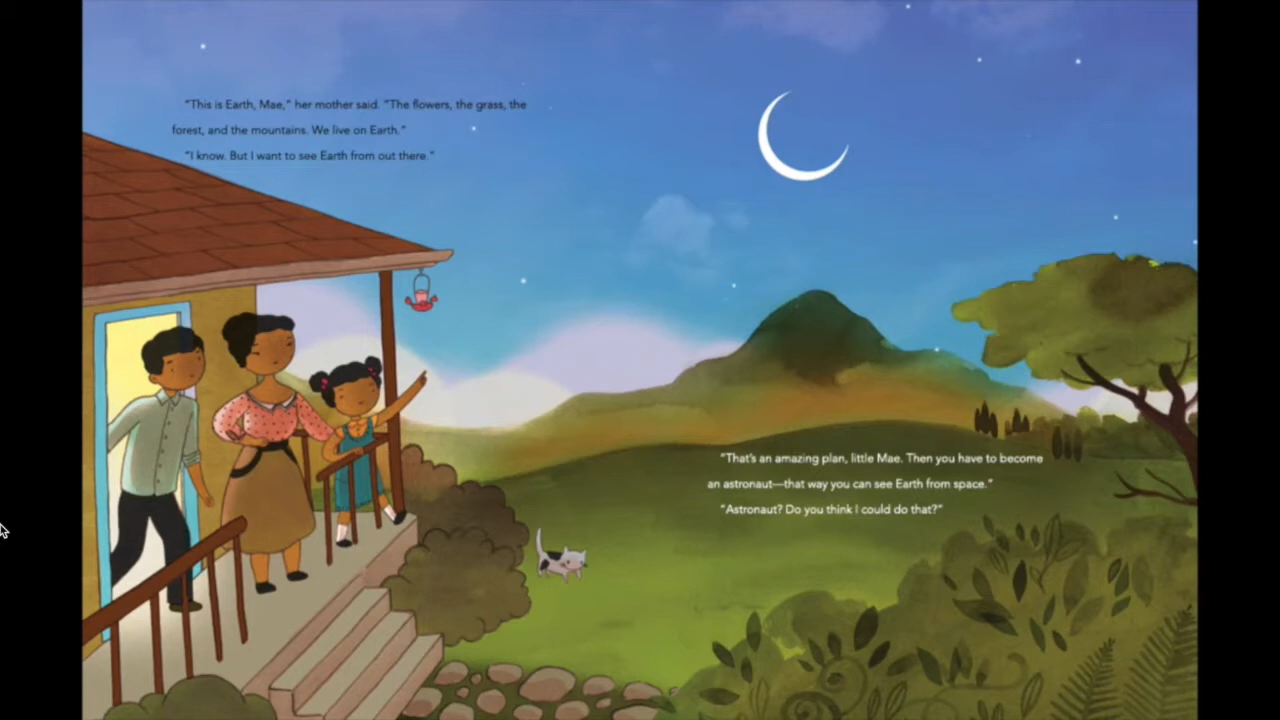 “This is Earth, Mae,” her mother said. “The flowers, the grass, the
forest, and the mountains. We live on Earth.”
“I know. But I want to see Earth from out there.”
“That’s an amazing plan, little Mae. Then you have to become
an astronaut—that way you can see Earth from space.”
“Astronaut? Do you think I could do that?”